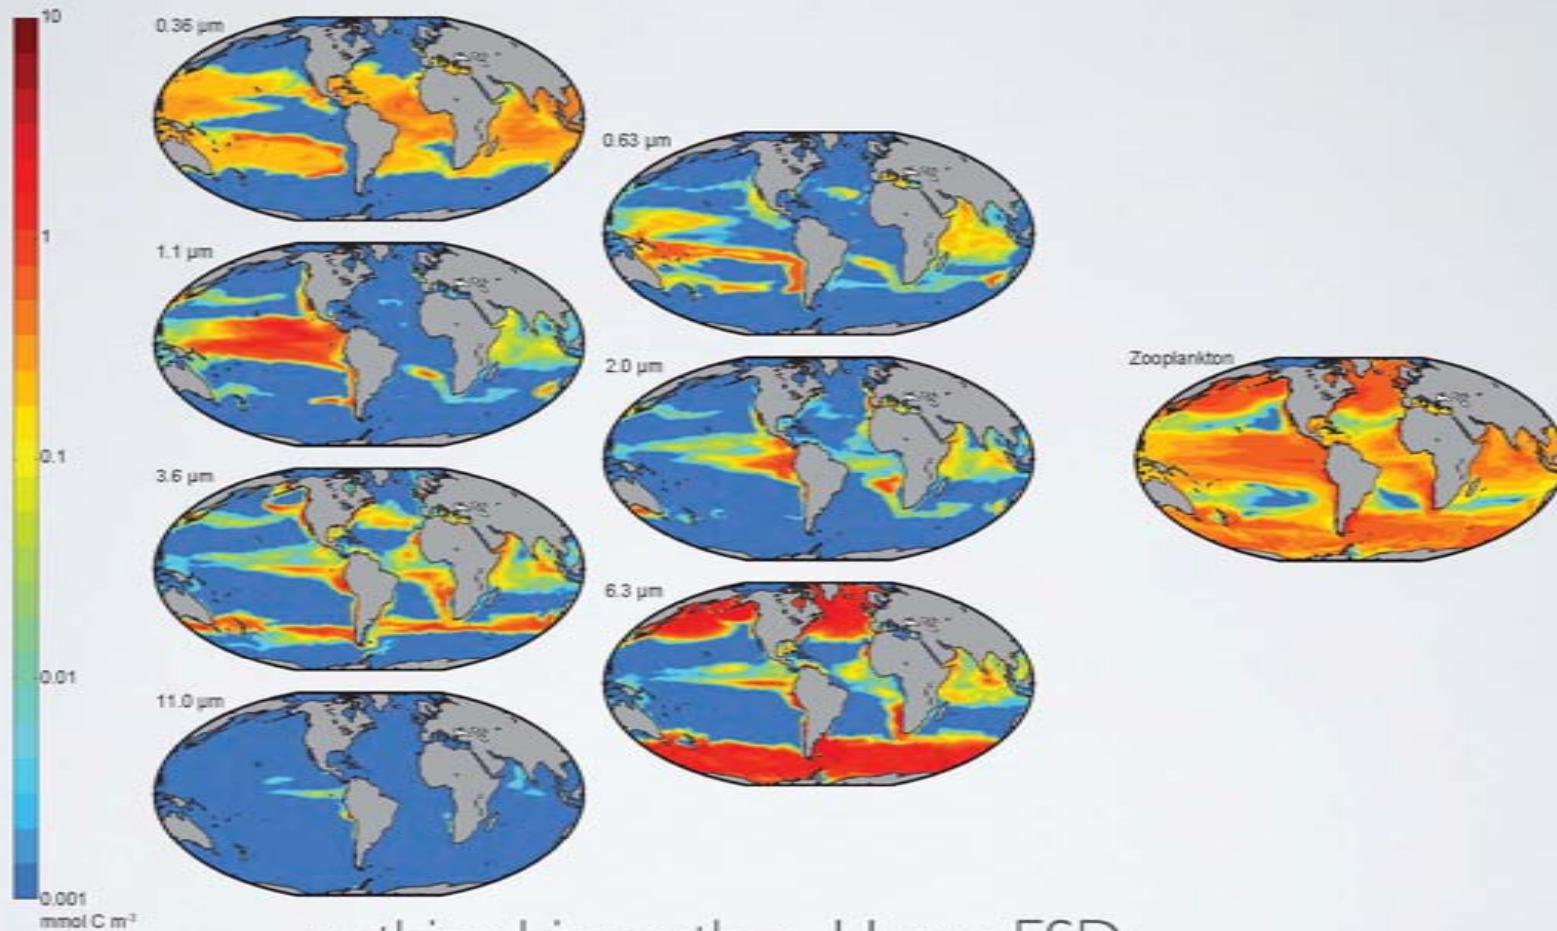 10
1
0.1
0.01
0.001
mmol C m⁻³
0.36 µm
0.63 µm
1.1 µm
2.0 µm
Zooplankton
3.6 µm
6.3 µm
11.0 µm